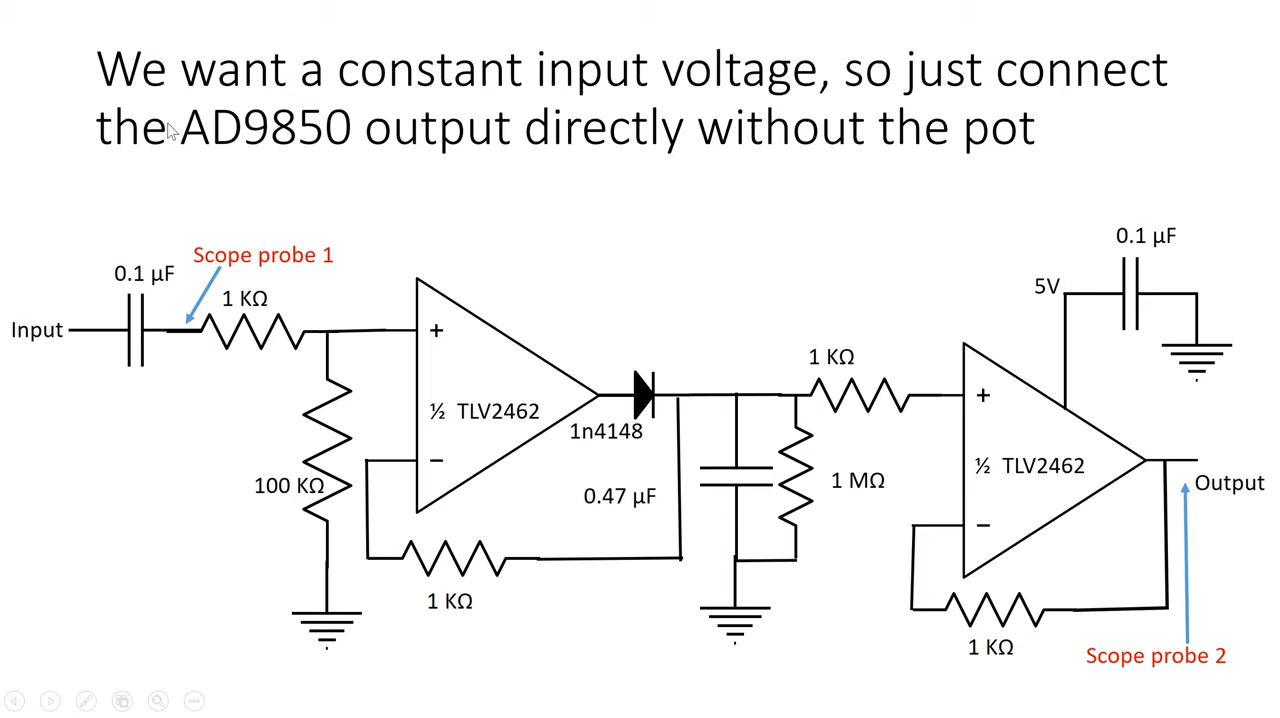 We want a constant input voltage, so just connect
the AD9850 output directly without the pot
0.1 µF
Scope probe 1
0.1 µF
5V
1 KΩ
Input
+
1 KΩ
+
½ TLV2462
1n4148
−
100 KΩ
0.47 µF
1 MΩ
½ TLV2462
Output
−
1 KΩ
1 KΩ
Scope probe 2